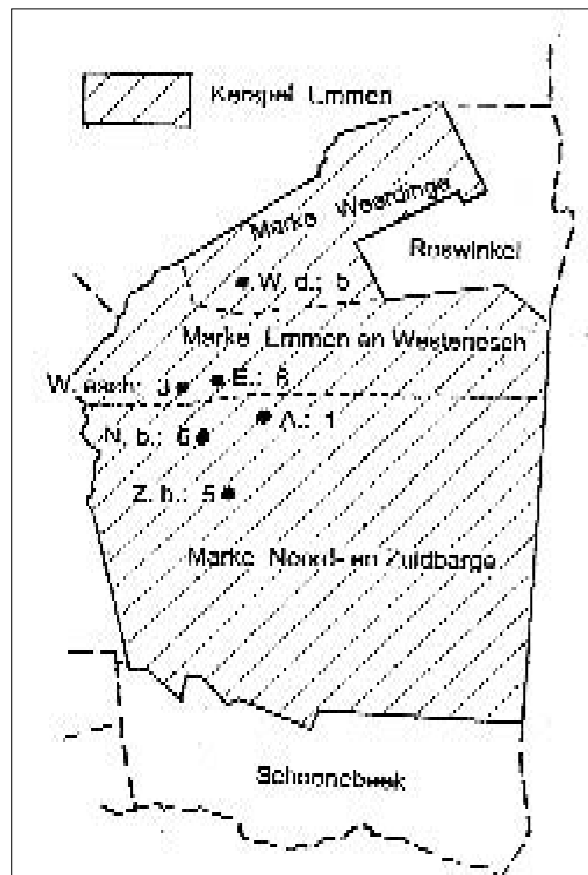 Kerspel Emmen
Marke Weerdinge
Roswinkel
W. d.: 5
Marke Emmen en Westenesch
E.: 6
W. esch: 3
A.: 1
N. b.: 6
Z. b.: 5
Marke Noord- en Zuidbarge
Schoonebeek